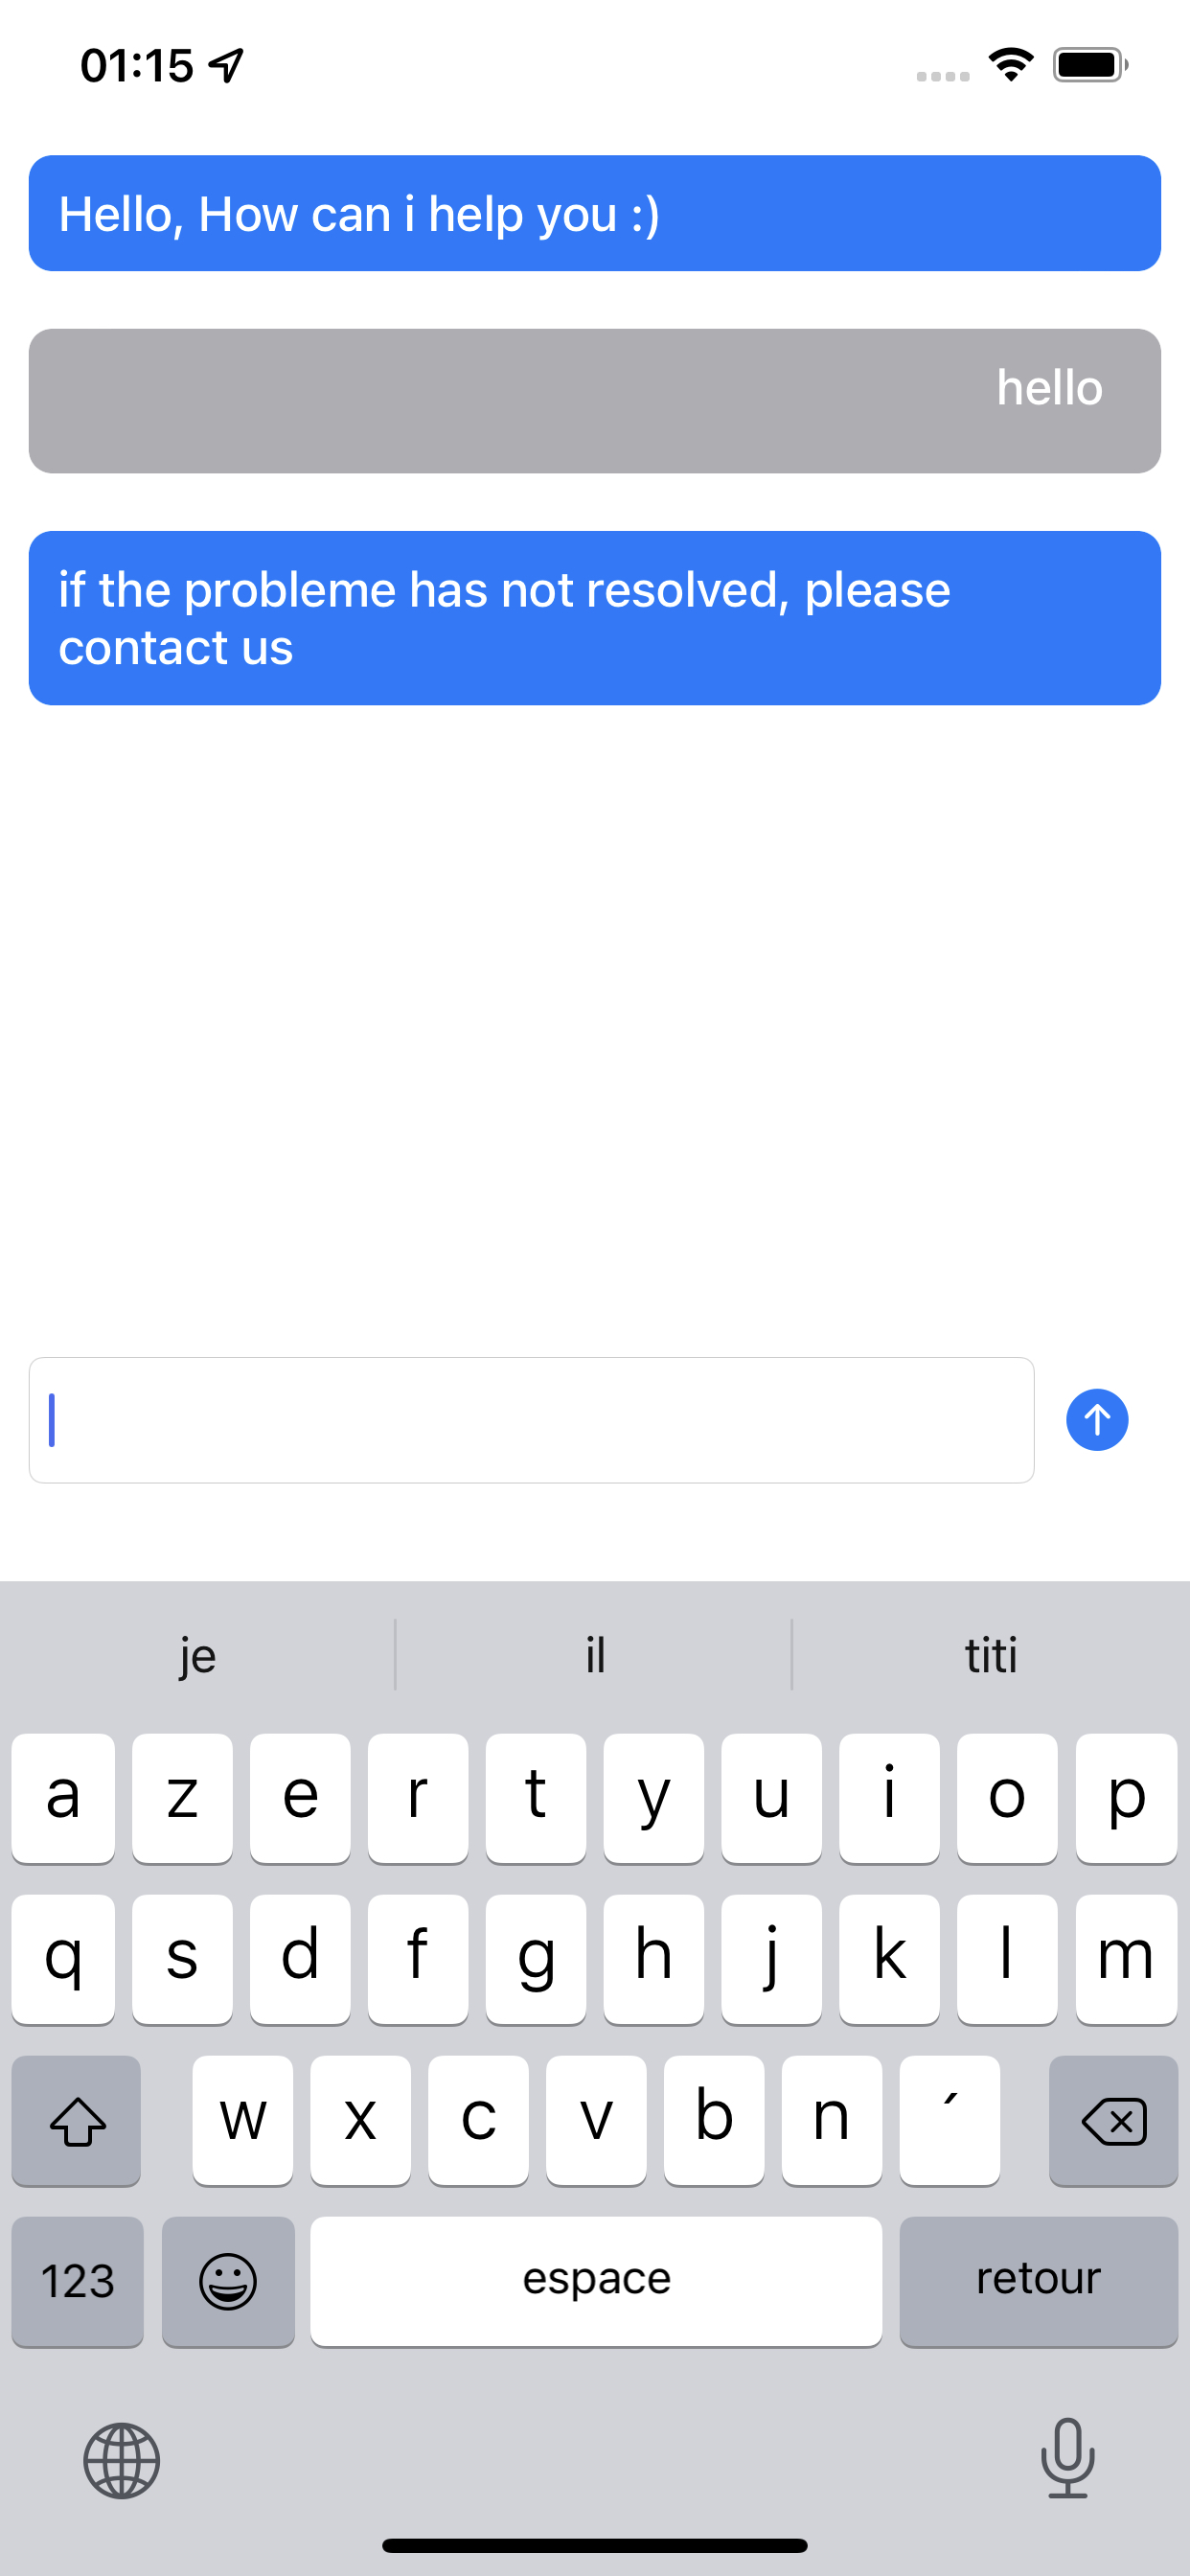 01:15
Hello, How can i help you :)
hello
if the probleme has not resolved, please
contact us
je il titi
a z e r t y u i o p
q s d f g h j k l m
w x c v b n ´
123 espace retour